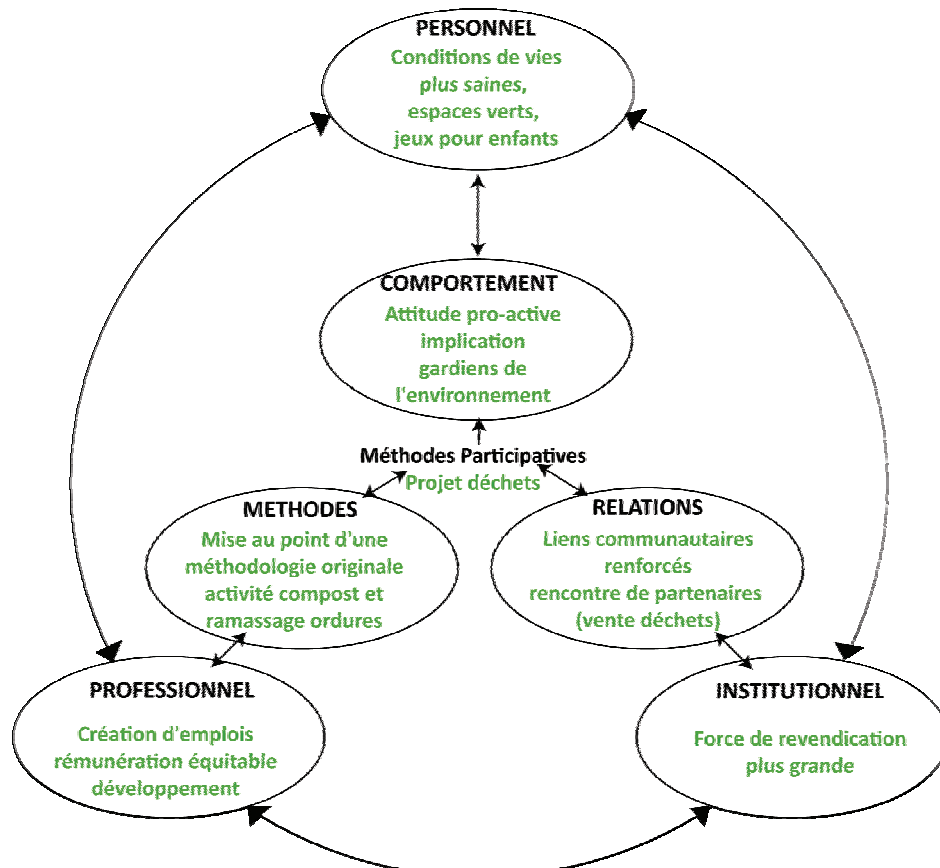 PERSONNEL
Conditions de vies
plus saines,
espaces verts,
jeux pour enfants
COMPORTEMENT
Attitude pro-active
implication
gardiens de
l'environnement
Méthodes Participatives
Projet déchets
METHODES
Mise au point d'une
méthodologie originale
activité compost et
ramassage ordures
RELATIONS
Liens communautaires
renforcés
rencontre de partenaires
(vente déchets)
PROFESSIONNEL
Création d'emplois
rémunération équitable
développement
INSTITUTIONNEL
Force de revendication
plus grande